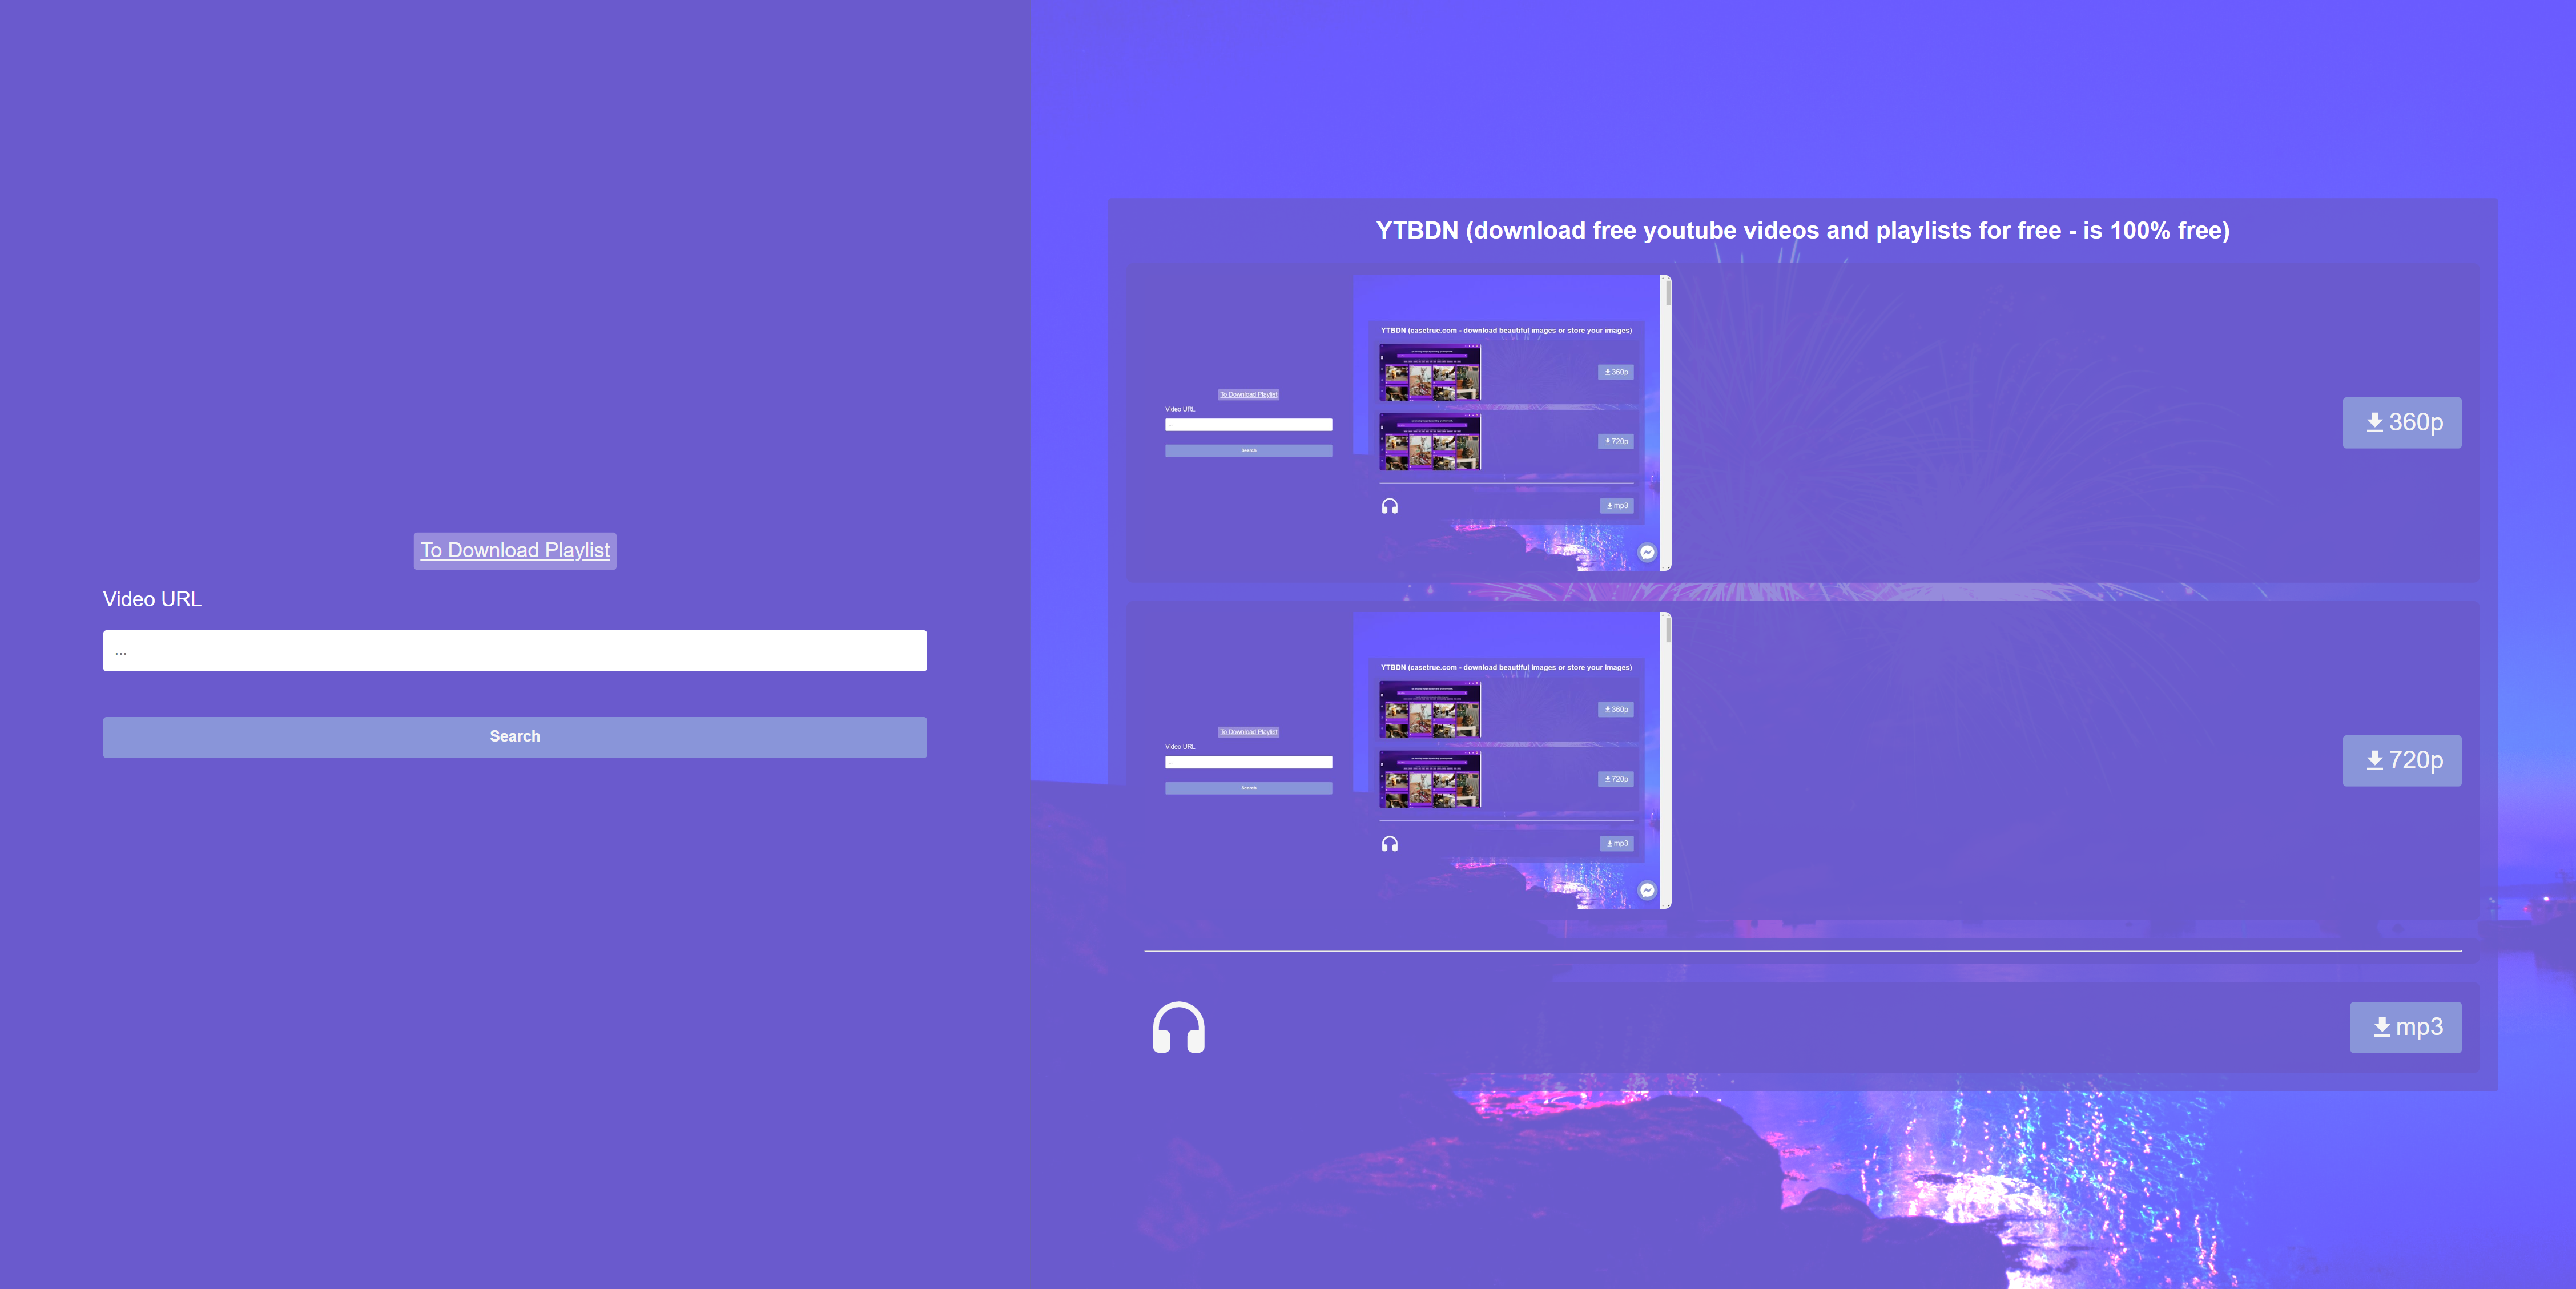 To Download Playlist
Video URL
...
Search
YTBDN (download free youtube videos and playlists for free - is 100% free)
YTBDN (casetrue.com - download beautiful images or store your images)
360p
To Download Playlist
Video URL
Search
720p
mp3
360p
YTBDN (casetrue.com - download beautiful images or store your images)
360p
To Download Playlist
Video URL
Search
720p
mp3
720p
mp3